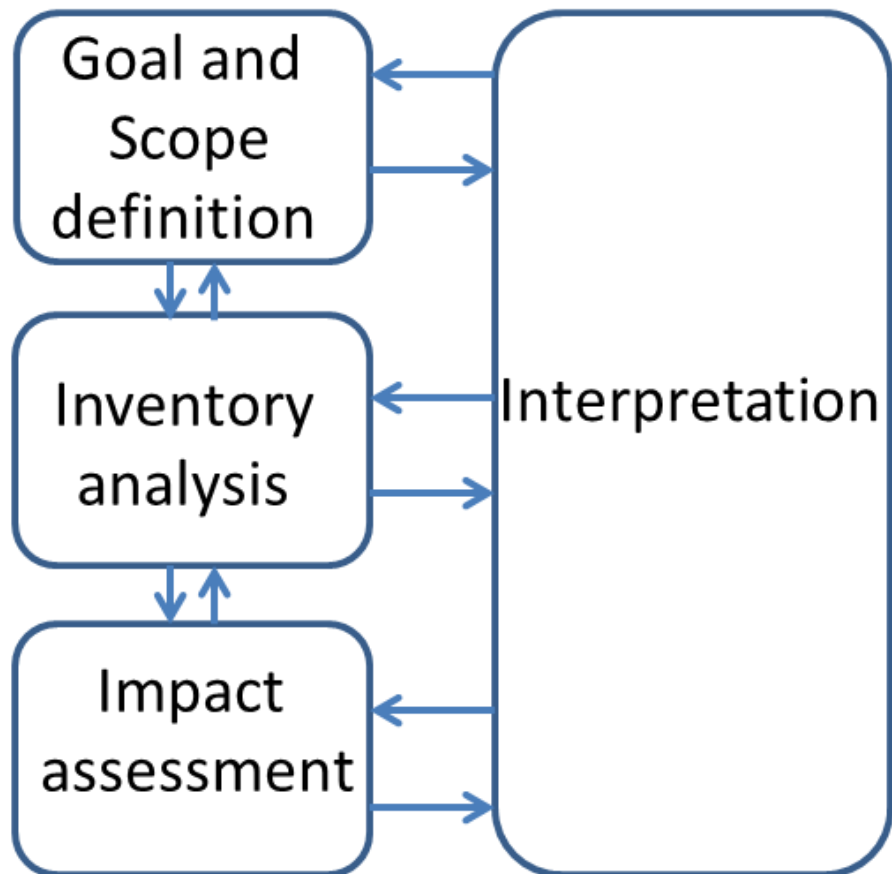 Goal and
Scope
definition
Inventory
analysis
Interpretation
Impact
assessment